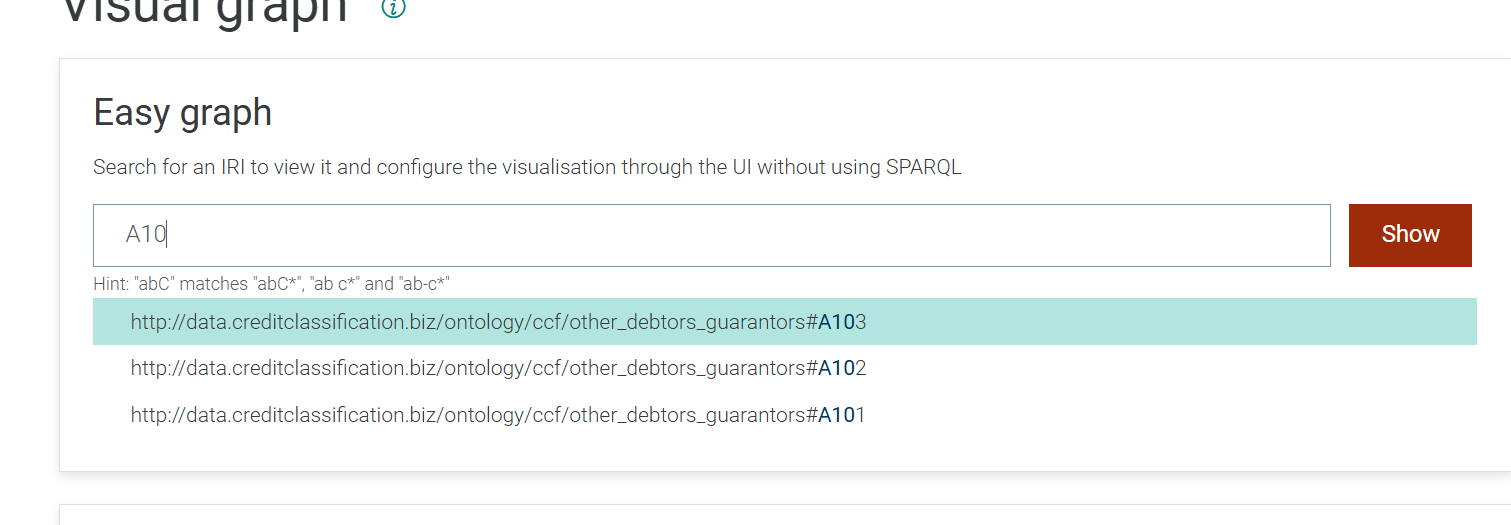 Visual graph
Easy graph
Search for an IRI to view it and configure the visualisation through the UI without using SPARQL
A10
Show
Hint: "abC" matches "abC*", "ab c*" and "ab-c*"
http://data.creditclassification.biz/ontology/ccf/other_debtors_guarantors#A103
http://data.creditclassification.biz/ontology/ccf/other_debtors_guarantors#A102
http://data.creditclassification.biz/ontology/ccf/other_debtors_guarantors#A101